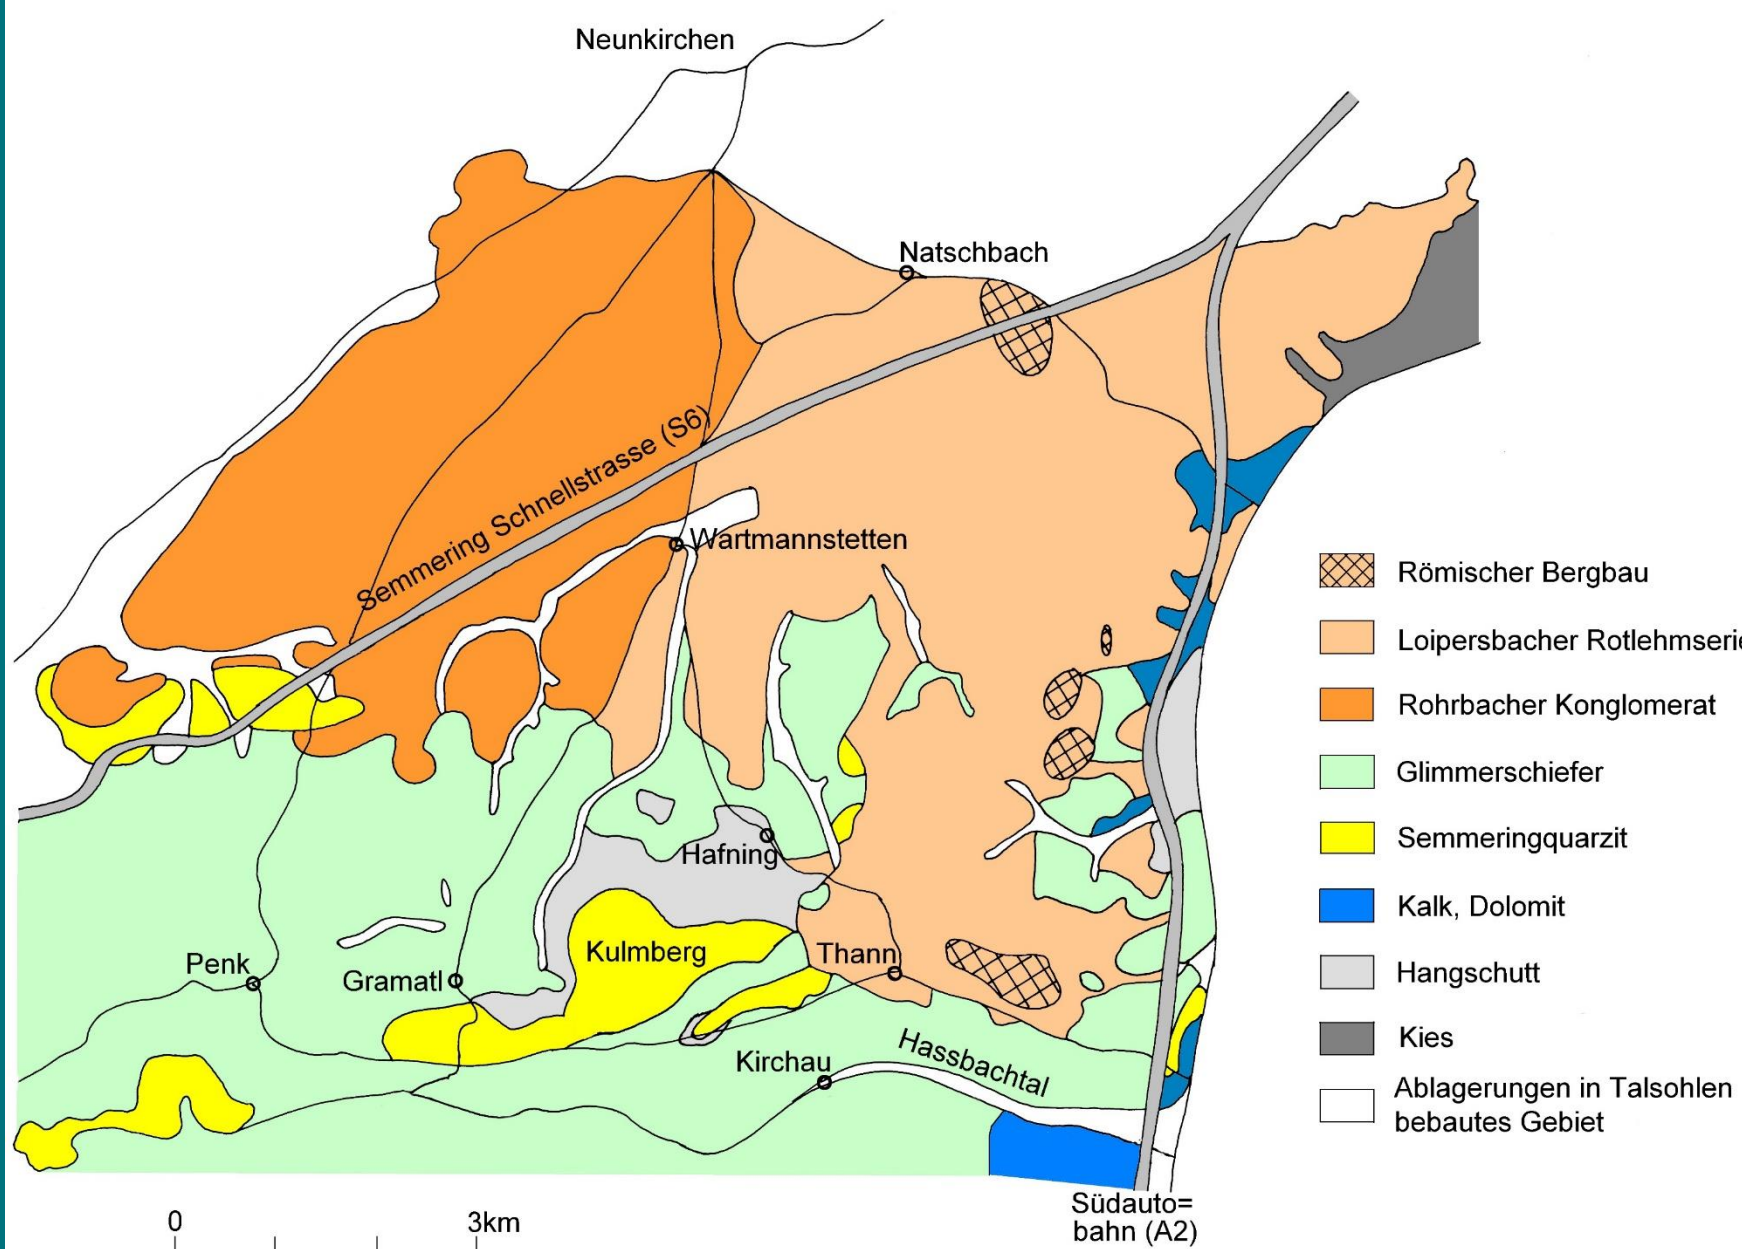 Neunkirchen
Natschbach
Semmering Schnellstrasse (S6)
Wartmannstetten
Hafning
Kulmberg
Thann
Penk
Gramatl
Kirchau
Hassbachtal
Südauto=
bahn (A2)
0 3km
Römischer Bergbau
Loipersbacher Rotlehmserie
Rohrbacher Konglomerat
Glimmerschiefer
Semmeringquarzit
Kalk, Dolomit
Hangschutt
Kies
Ablagerungen in Talsohlen
bebautes Gebiet